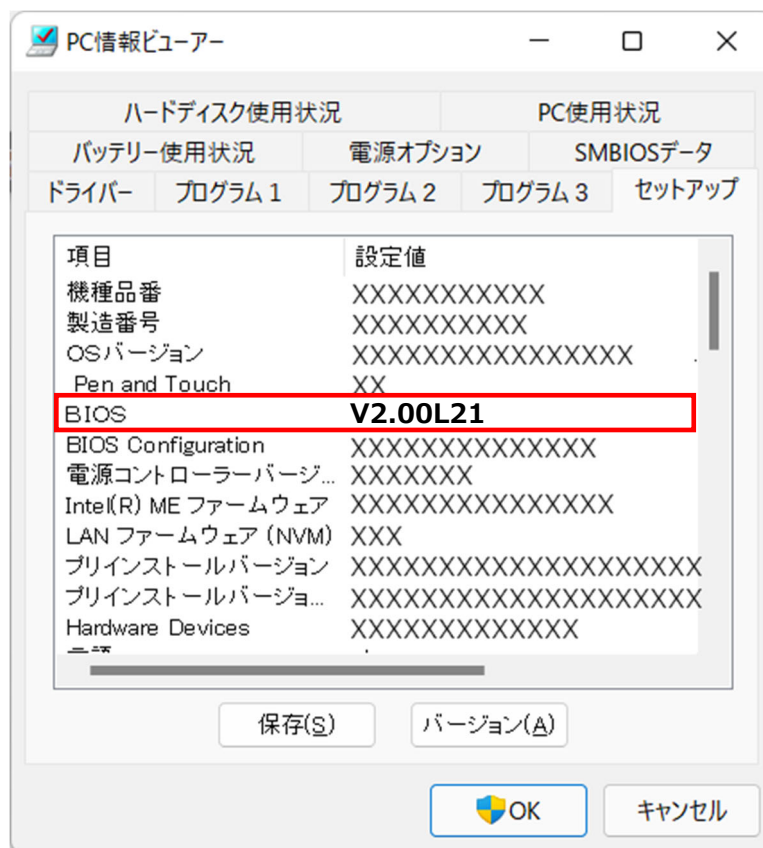 PC情報ビューアー
ハードディスク使用状況 PC使用状況
バッテリー使用状況 電源オプション SMBIOSデータ
ドライバー プログラム 1 プログラム 2 プログラム 3 セットアップ
項目 設定値
機種品番 XXXXXXXXXXX
製造番号 XXXXXXXXXX
OSバージョン XXXXXXXXXXXXXXXX
Pen and Touch XX
BIOS V2.00L21
BIOS Configuration XXXXXXXXXXXXXX
電源コントローラーバージ... XXXXXXX
Intel(R) ME ファームウェア XXXXXXXXXXXXXXX
LAN ファームウェア (NVM) XXX
プリインストールバージョン XXXXXXXXXXXXXXXXXXXX
プリインストールバージョ... XXXXXXXXXXXXXXXXXXXX
Hardware Devices XXXXXXXXXXXXX
保存(S) バージョン(A)
OK キャンセル